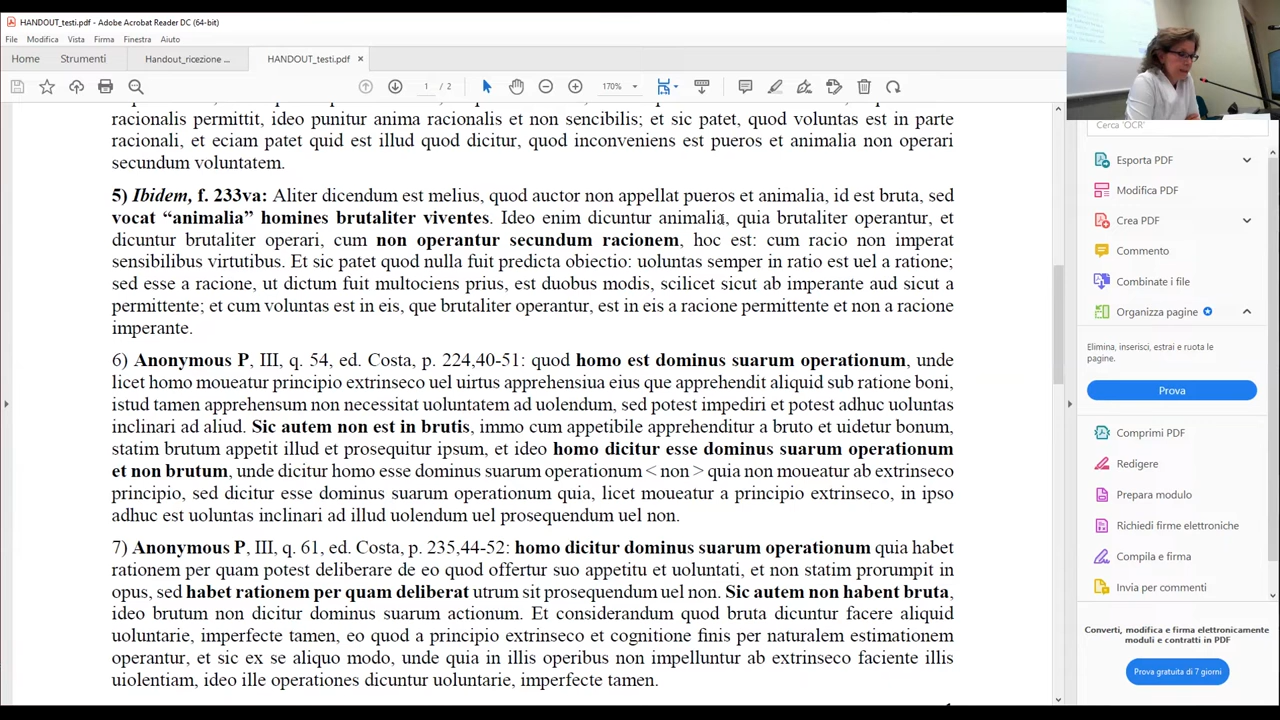 HANDOUT_testi.pdf - Adobe Acrobat Reader DC (64-bit)
File Modifica Vista Firma Finestra Aiuto
Home Strumenti Handout_ricezione ... HANDOUT_testi.pdf ×
1 / 2 170%
racionalis permittit, ideo punitur anima racionalis et non sencibilis; et sic patet, quod voluntas est in parte
racionali, et eciam patet quid est illud quod dicitur, quod inconveniens est pueros et animalia non operari
secundum voluntatem.
5) Ibidem, f. 233va: Aliter dicendum est melius, quod auctor non appellat pueros et animalia, id est bruta, sed
vocat “animalia” homines brutaliter viventes. Ideo enim dicuntur animalia, quia brutaliter operantur, et
dicuntur brutaliter operari, cum non operantur secundum racionem, hoc est: cum racio non imperat
sensibilibus virtutibus. Et sic patet quod nulla fuit predicta obiectio: uoluntas semper in ratio est uel a ratione;
sed esse a racione, ut dictum fuit multociens prius, est duobus modis, scilicet sicut ab imperante aud sicut a
permittente; et cum voluntas est in eis, que brutaliter operantur, est in eis a racione permittente et non a racione
imperante.
6) Anonymous P, III, q. 54, ed. Costa, p. 224,40-51: quod homo est dominus suarum operationum, unde
licet homo moueatur principio extrinseco uel uirtus apprehensiua eius que apprehendit aliquid sub ratione boni,
istud tamen apprehensum non necessitat uoluntatem ad uolendum, sed potest impediri et potest adhuc uoluntas
inclinari ad aliud. Sic autem non est in brutis, immo cum appetibile apprehenditur a bruto et uidetur bonum,
statim brutum appetit illud et prosequitur ipsum, et ideo homo dicitur esse dominus suarum operationum
et non brutum, unde dicitur homo esse dominus suarum operationum < non > quia non moueatur ab extrinseco
principio, sed dicitur esse dominus suarum operationum quia, licet moueatur a principio extrinseco, in ipso
adhuc est uoluntas inclinari ad illud uolendum uel prosequendum uel non.
7) Anonymous P, III, q. 61, ed. Costa, p. 235,44-52: homo dicitur dominus suarum operationum quia habet
rationem per quam potest deliberare de eo quod offertur suo appetitu et uoluntati, et non statim prorumpit in
opus, sed habet rationem per quam deliberat utrum sit prosequendum uel non. Sic autem non habent bruta,
ideo brutum non dicitur dominus suarum actionum. Et considerandum quod bruta dicuntur facere aliquid
uoluntarie, imperfecte tamen, eo quod a principio extrinseco et cognitione finis per naturalem estimationem
operantur, et sic ex se aliquo modo, unde quia in illis operibus non impelluntur ab extrinseco faciente illis
uiolentiam, ideo ille operationes dicuntur uoluntarie, imperfecte tamen.
Cerca 'OCR'
Esporta PDF
Modifica PDF
Crea PDF
Commento
Combinate i file
Organizza pagine
Elimina, inserisci, estrai e ruota le
pagine.
Prova
Comprimi PDF
Redigere
Prepara modulo
Richiedi firme elettroniche
Compila e firma
Invia per commenti
Converti, modifica e firma elettronicamente
moduli e contratti in PDF
Prova gratuita di 7 giorni